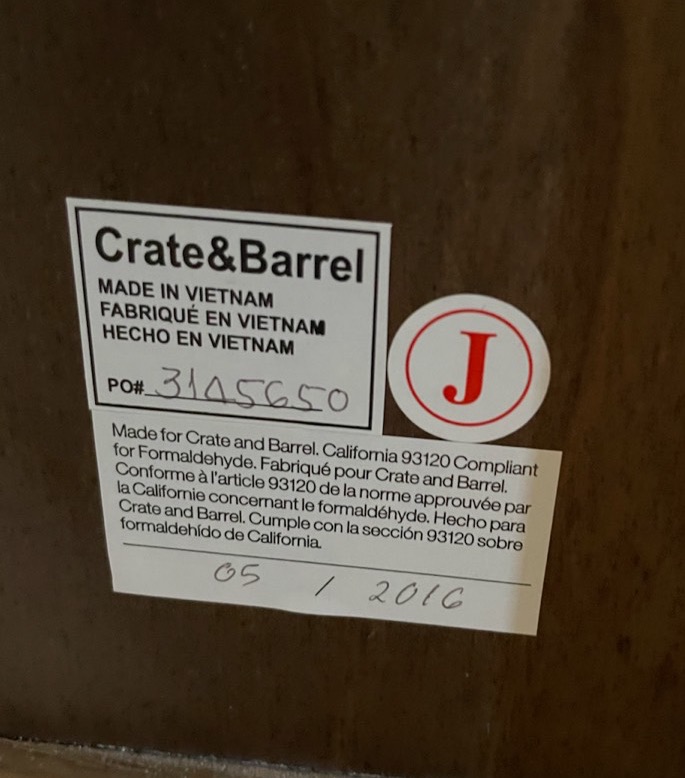 Crate&Barrel
MADE IN VIETNAM
FABRIQUÉ EN VIETNAM
HECHO EN VIETNAM
PO# 3145650
J
Made for Crate and Barrel. California 93120 Compliant
for Formaldehyde. Fabriqué pour Crate and Barrel.
Conforme à l'article 93120 de la norme approuvée par
la Californie concernant le formaldéhyde. Hecho para
Crate and Barrel. Cumple con la sección 93120 sobre
formaldehído de California.
05 / 2016